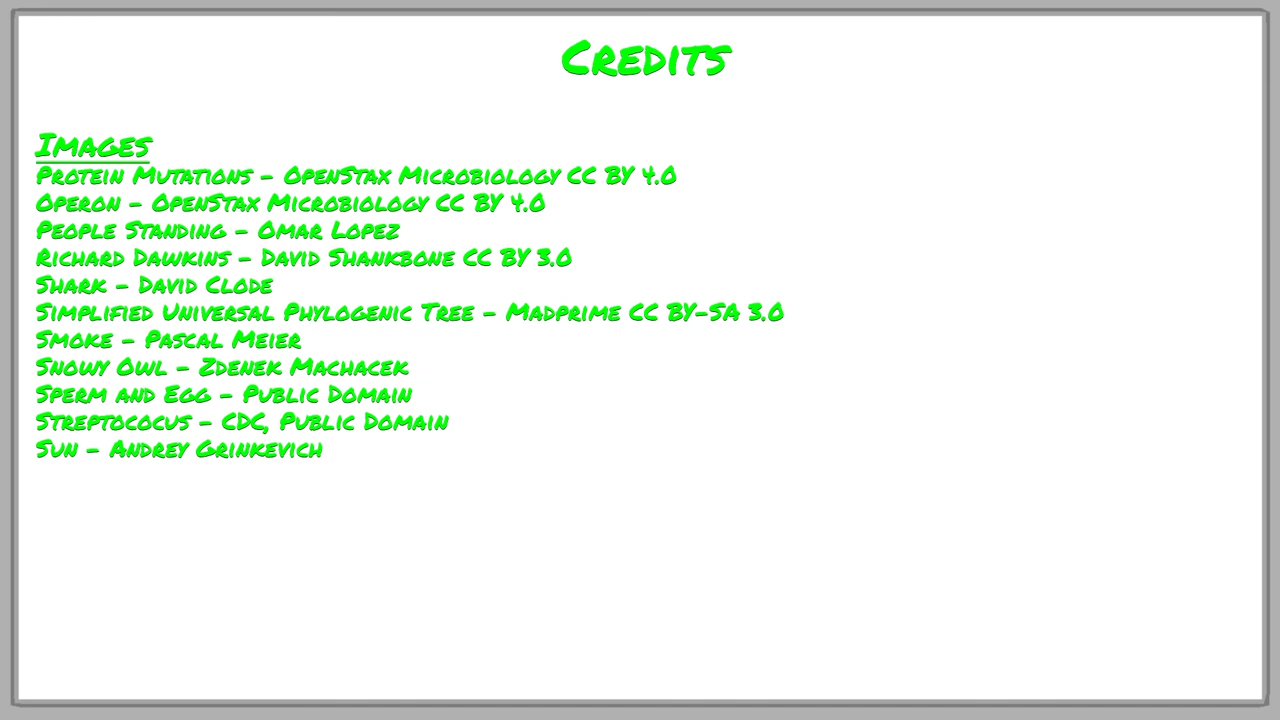 Credits
Images
Protein Mutations - OpenStax Microbiology CC BY 4.0
Operon - OpenStax Microbiology CC BY 4.0
People Standing - Omar Lopez
Richard Dawkins - David Shankbone CC BY 3.0
Shark - David Clode
Simplified Universal Phylogenic Tree - Madprime CC BY-SA 3.0
Smoke - Pascal Meier
Snowy Owl - Zdenek Machacek
Sperm and Egg - Public Domain
Streptococus - CDC, Public Domain
Sun - Andrey Grinkevich